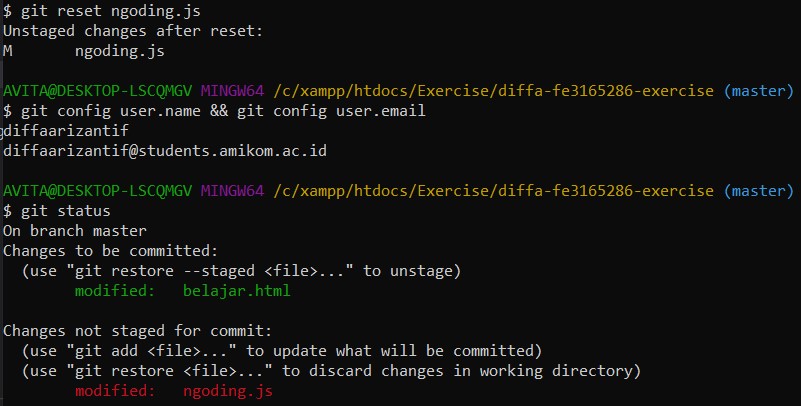 $ git reset ngoding.js
Unstaged changes after reset:
M       ngoding.js
AVITA@DESKTOP-LSCQMGV MINGW64 /c/xampp/htdocs/Exercise/diffa-fe3165286-exercise (master)
$ git config user.name && git config user.email
diffaarizantif
diffaarizantif@students.amikom.ac.id
AVITA@DESKTOP-LSCQMGV MINGW64 /c/xampp/htdocs/Exercise/diffa-fe3165286-exercise (master)
$ git status
On branch master
Changes to be committed:
  (use "git restore --staged <file>..." to unstage)
        modified:   belajar.html
Changes not staged for commit:
  (use "git add <file>..." to update what will be committed)
  (use "git restore <file>..." to discard changes in working directory)
        modified:   ngoding.js